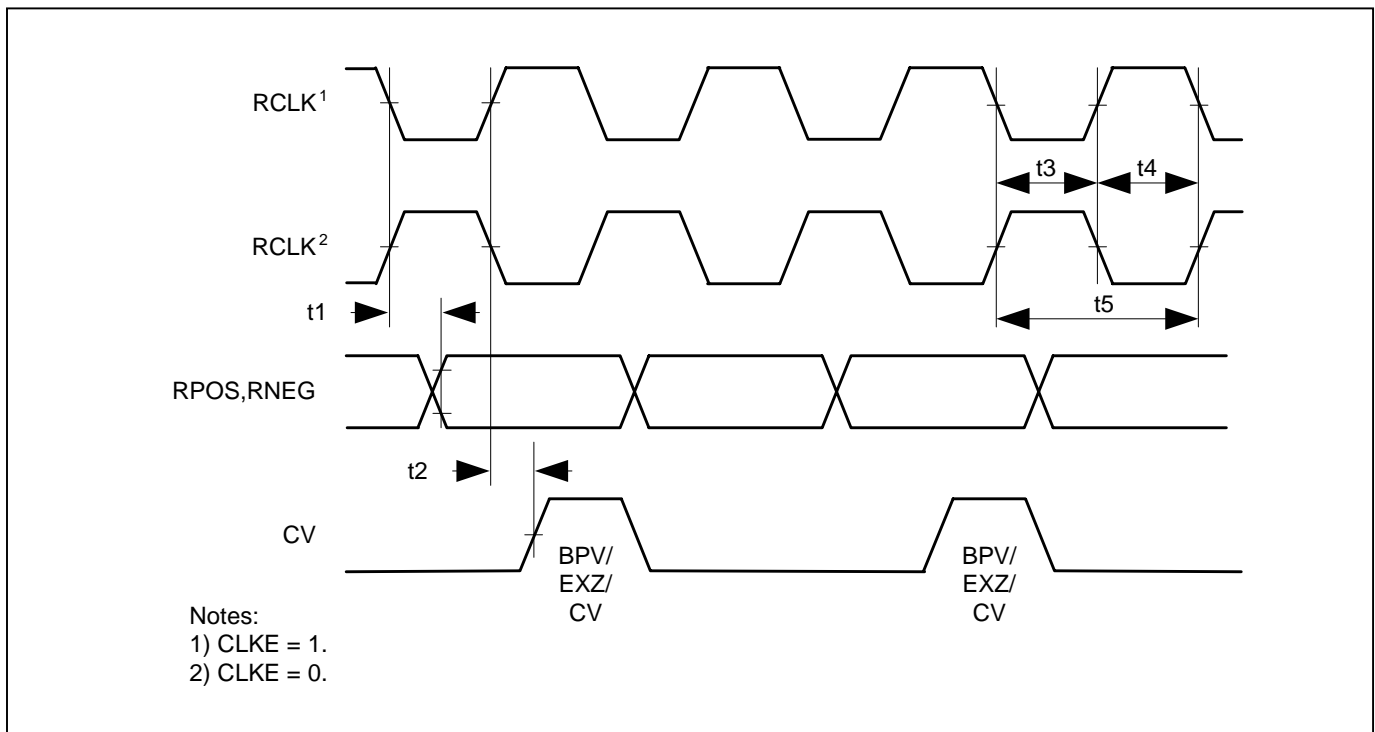 RCLK¹
t3
t4
RCLK²
t1
t5
RPOS,RNEG
t2
CV
BPV/
EXZ/
CV
BPV/
EXZ/
CV
Notes:
1) CLKE = 1.
2) CLKE = 0.